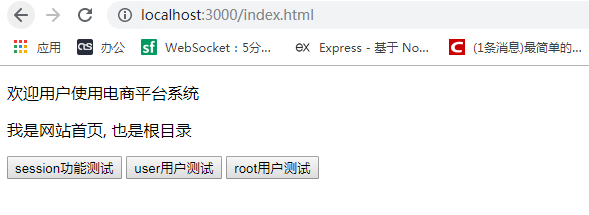 localhost:3000/index.html
应用 办公 sf WebSocket：5分... ex Express - 基于 No... C (1条消息)最简单的...
欢迎用户使用电商平台系统
我是网站首页, 也是根目录
session功能测试 user用户测试 root用户测试